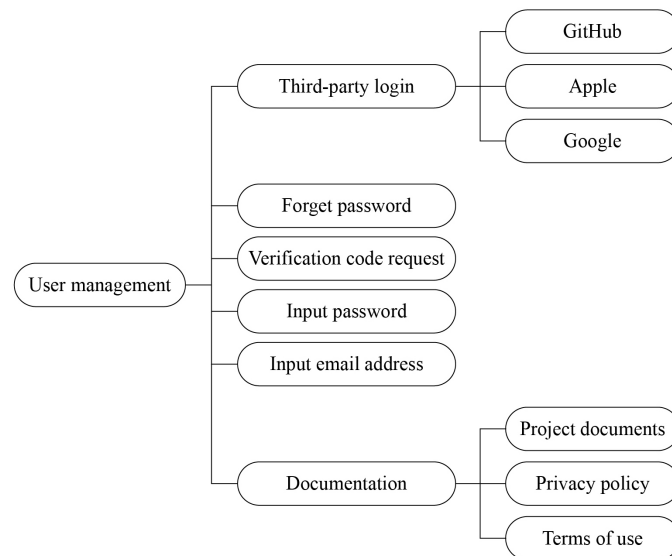 GitHub
Third-party login
Apple
Google
Forget password
Verification code request
User management
Input password
Input email address
Project documents
Documentation
Privacy policy
Terms of use